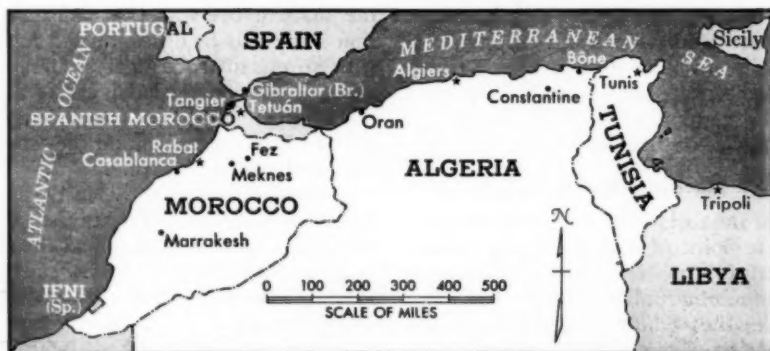 PORTUGAL
SPAIN
MEDITERRANEAN
SEA
Sicily
ATLANTIC
OCEAN
Gibraltar (Br.)
Tangier
Tetuán
SPANISH MOROCCO
Algiers
Bône
Tunis
Constantine
Oran
Rabat
Casablanca
Fez
Meknes
ALGERIA
TUNISIA
MOROCCO
Tripoli
Marrakesh
N
LIBYA
IFNI
(Sp.)
0 100 200 300 400 500
SCALE OF MILES